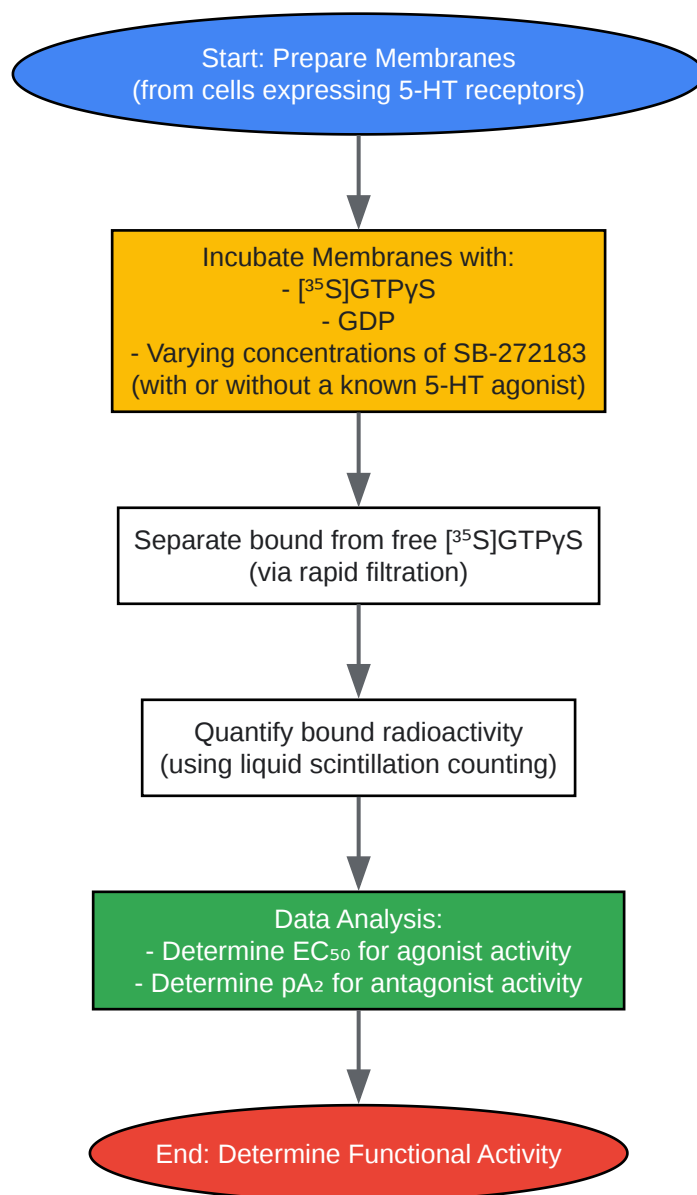 Start: Prepare Membranes
(from cells expressing 5-HT receptors)
Incubate Membranes with:
- [³⁵S]GTPγS
- GDP
- Varying concentrations of SB-272183
(with or without a known 5-HT agonist)
Separate bound from free [³⁵S]GTPγS
(via rapid filtration)
Quantify bound radioactivity
(using liquid scintillation counting)
Data Analysis:
- Determine EC₅₀ for agonist activity
- Determine pA₂ for antagonist activity
End: Determine Functional Activity